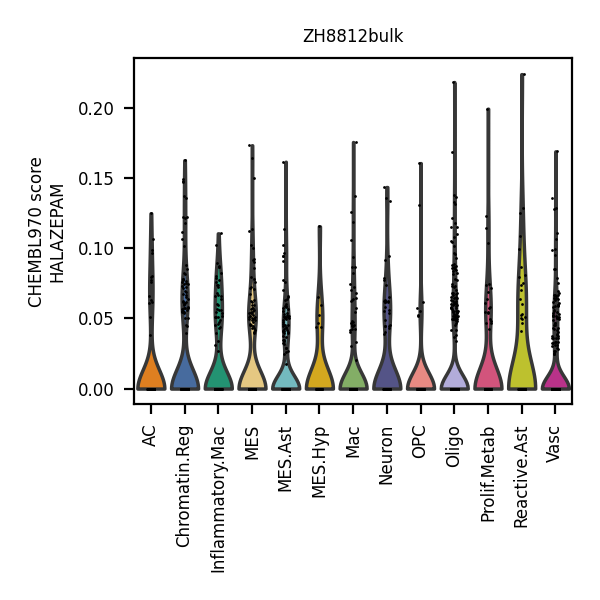 ZH8812bulk
CHEMBL970 score
HALAZEPAM
0.20
0.15
0.10
0.05
0.00
AC
Chromatin.Reg
Inflammatory.Mac
MES
MES.Ast
MES.Hyp
Mac
Neuron
OPC
Oligo
Prolif.Metab
Reactive.Ast
Vasc